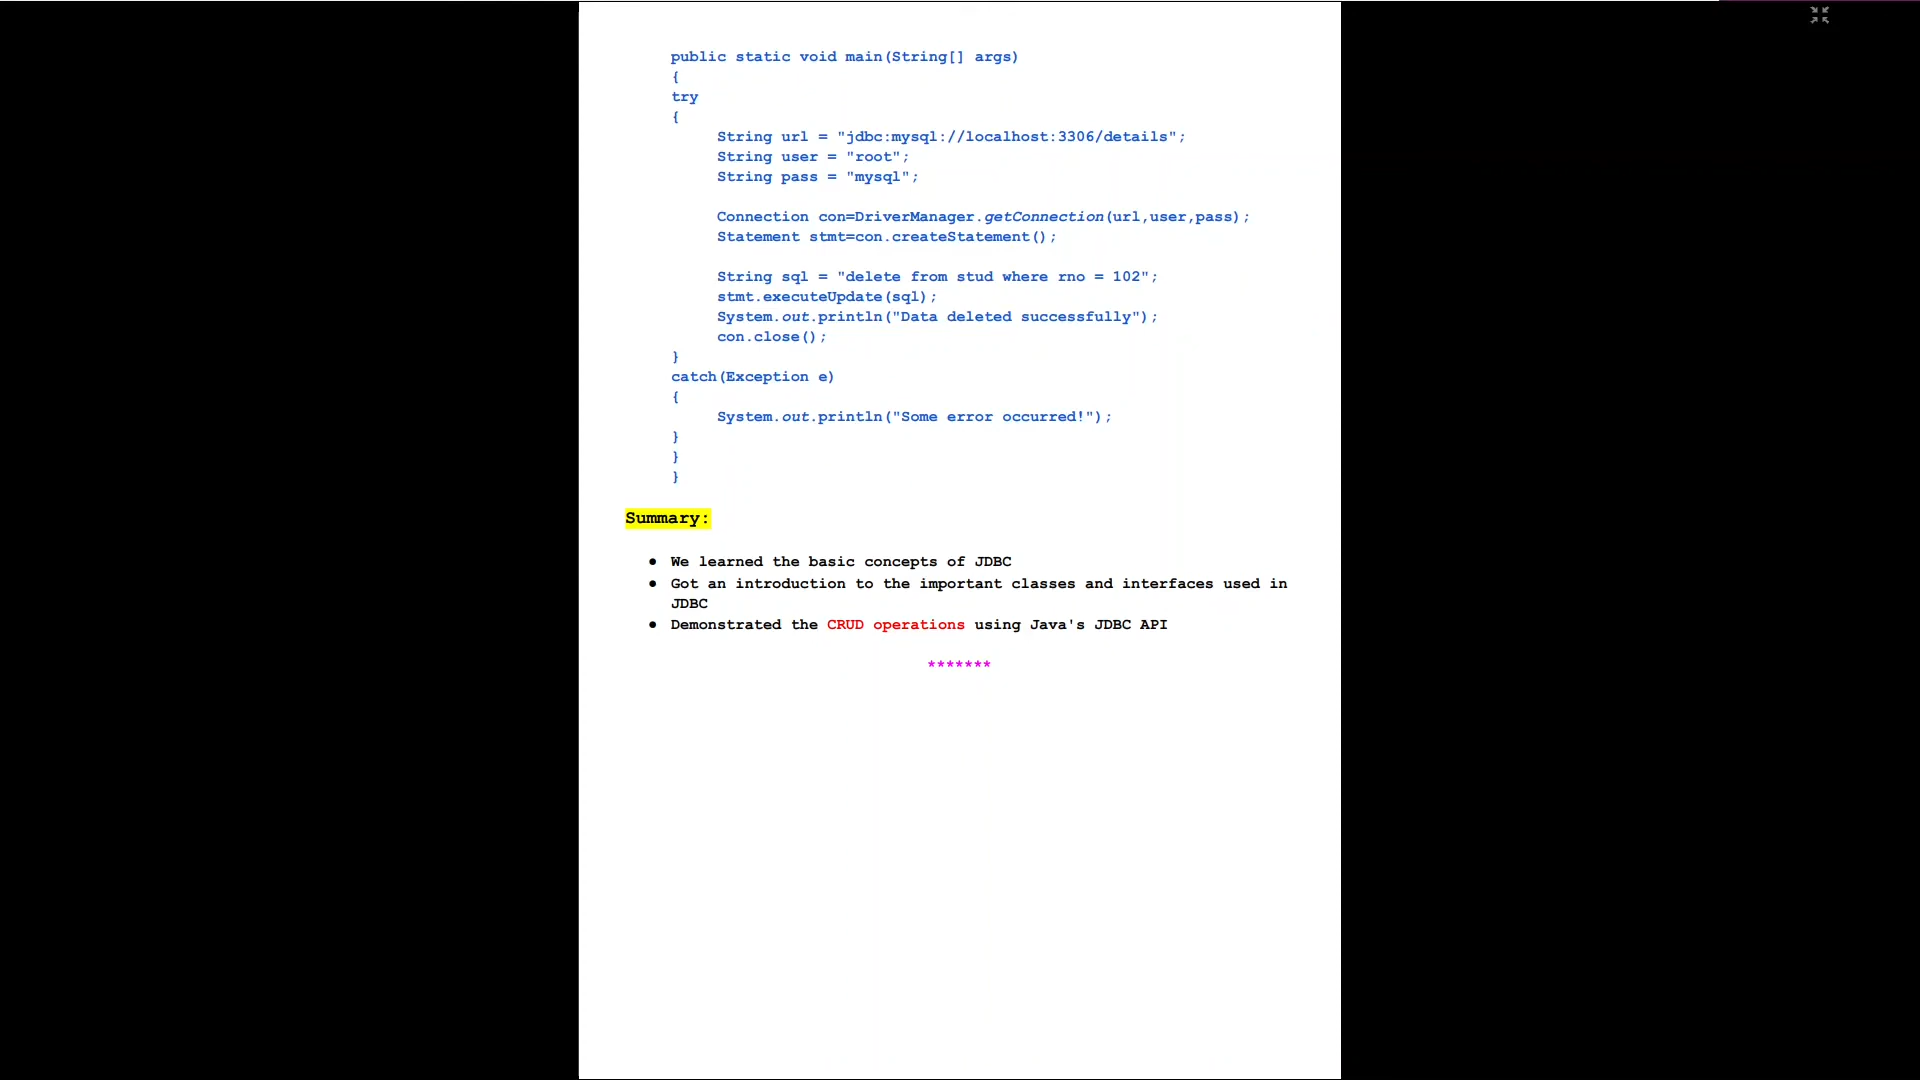 public static void main(String[] args)
{
try
{
String url = "jdbc:mysql://localhost:3306/details";
String user = "root";
String pass = "mysql";
Connection con=DriverManager.getConnection(url,user,pass);
Statement stmt=con.createStatement();
String sql = "delete from stud where rno = 102";
stmt.executeUpdate(sql);
System.out.println("Data deleted successfully");
con.close();
}
catch(Exception e)
{
System.out.println("Some error occurred!");
}
}
}
Summary:
● We learned the basic concepts of JDBC
● Got an introduction to the important classes and interfaces used in
JDBC
● Demonstrated the CRUD operations using Java's JDBC API
*******